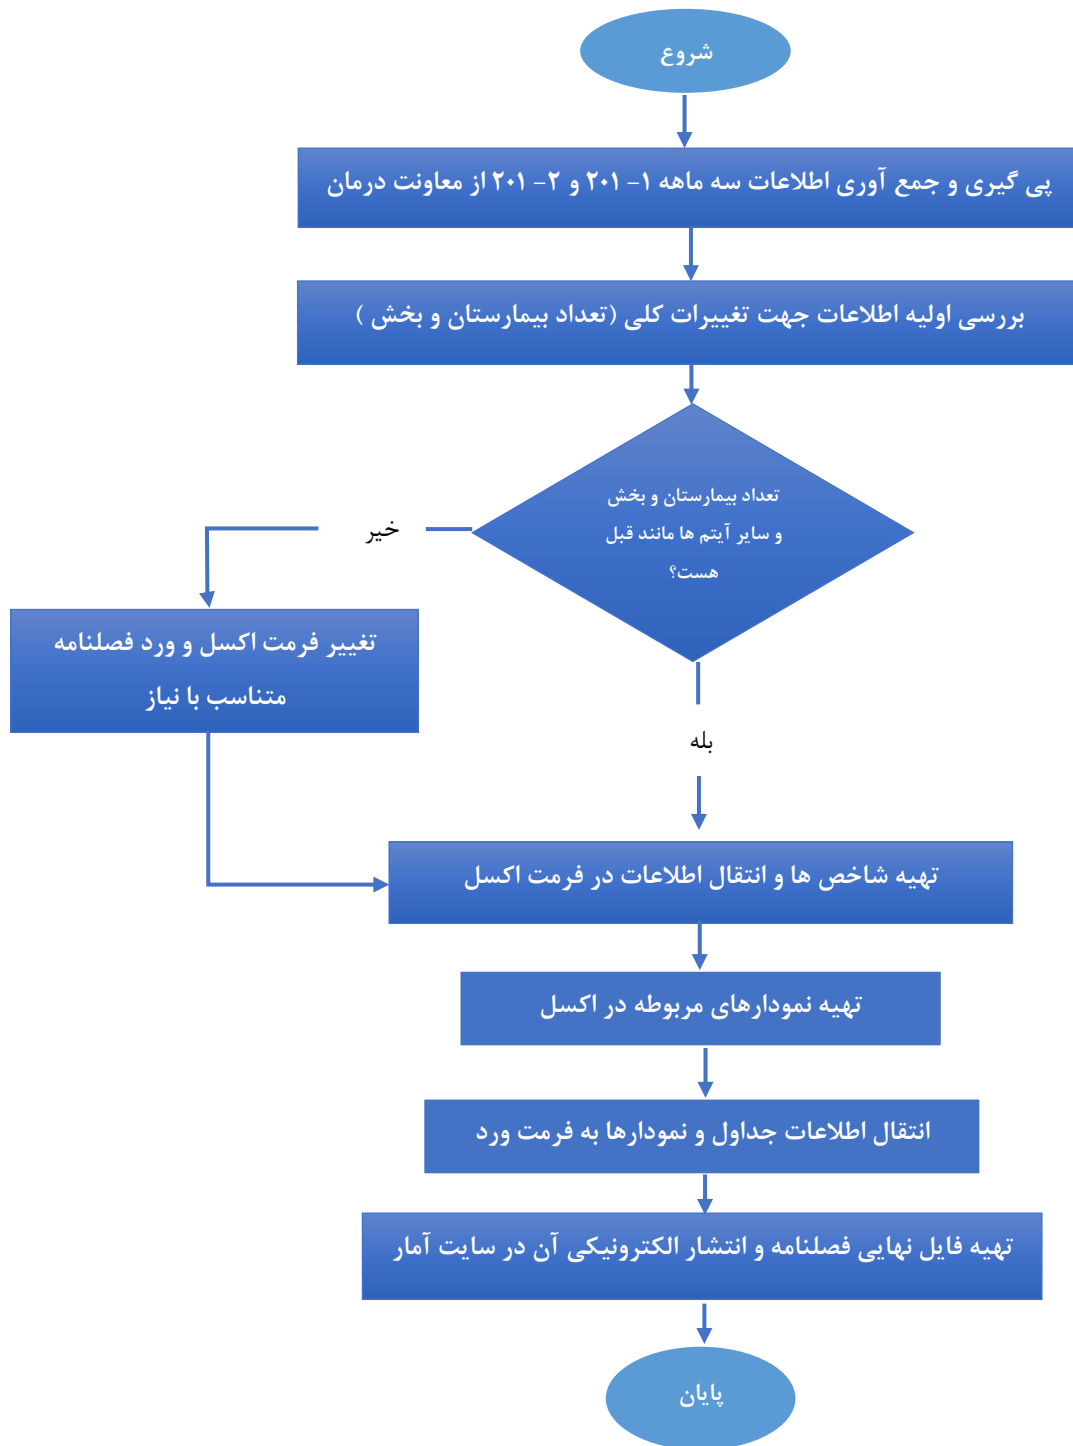 شروع
پی گیری و جمع آوری اطلاعات سه ماهه ۱- ۲۰۱ و ۲- ۲۰۱ از معاونت درمان
بررسی اولیه اطلاعات جهت تغییرات کلی (تعداد بیمارستان و بخش )
تعداد بیمارستان و بخش
و سایر آیتم ها مانند قبل
هست؟
خیر
تغییر فرمت اکسل و ورد فصلنامه
متناسب با نیاز
بله
تهیه شاخص ها و انتقال اطلاعات در فرمت اکسل
تهیه نمودارهای مربوطه در اکسل
انتقال اطلاعات جداول و نمودارها به فرمت ورد
تهیه فایل نهایی فصلنامه و انتشار الکترونیکی آن در سایت آمار
پایان